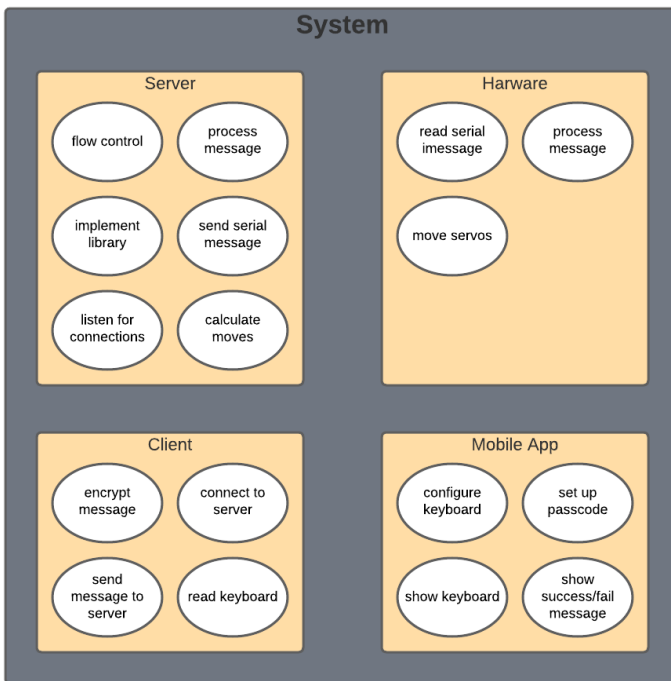 System
Server
flow control
process
message
implement
library
send serial
message
listen for
connections
calculate
moves
Harware
read serial
imessage
process
message
move servos
Client
encrypt
message
connect to
server
send
message to
server
read keyboard
Mobile App
configure
keyboard
set up
passcode
show keyboard
show
success/fail
message